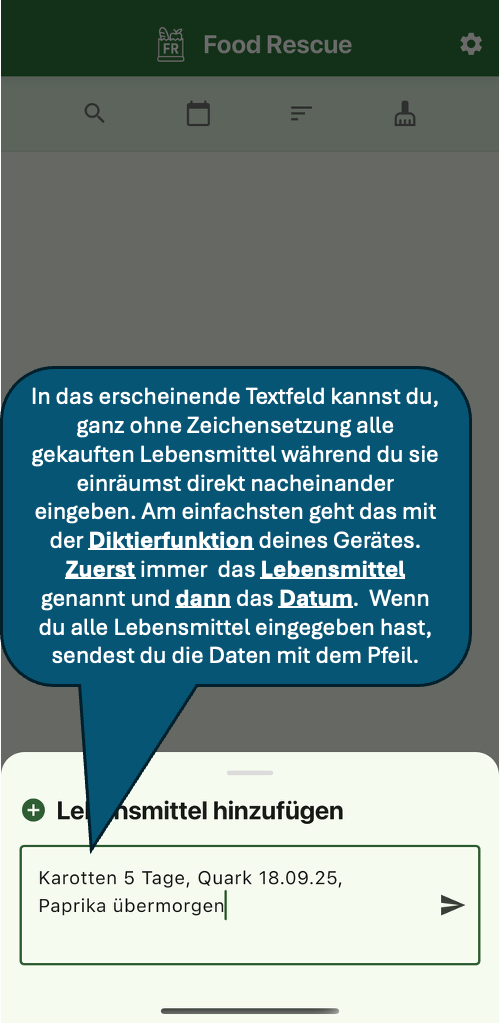 FR
Food Rescue
In das erscheinende Textfeld kannst du,
ganz ohne Zeichensetzung alle
gekauften Lebensmittel während du sie
einräumst direkt nacheinander
eingeben. Am einfachsten geht das mit
der Diktierfunktion deines Gerätes.
Zuerst immer  das Lebensmittel
genannt und dann das Datum.  Wenn
du alle Lebensmittel eingegeben hast,
sendest du die Daten mit dem Pfeil.
Lebensmittel hinzufügen
Karotten 5 Tage, Quark 18.09.25,
Paprika übermorgen